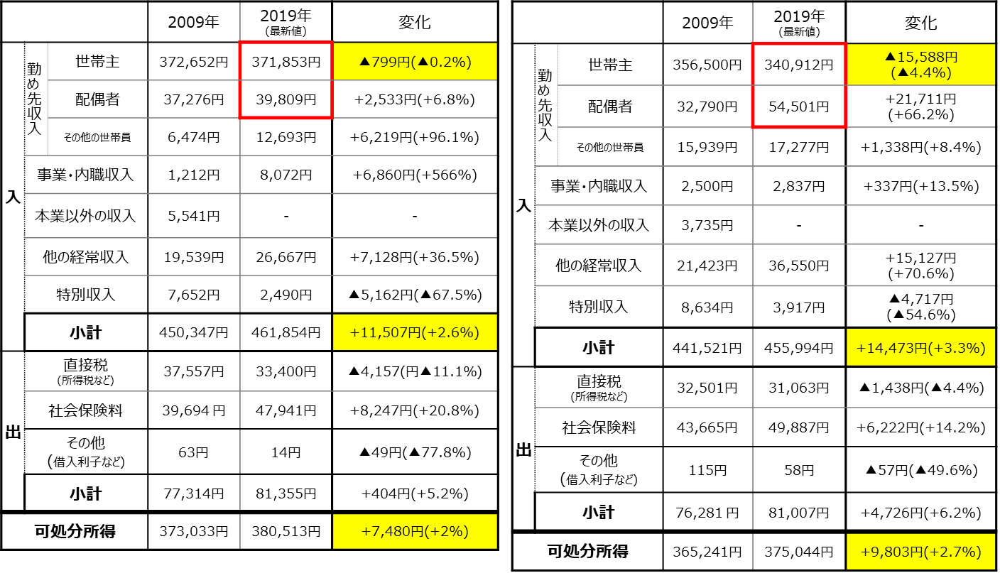 2009年 2019年 変化
(最新値)
入
勤め先収入
世帯主 372,652円 371,853円 ▲799円(▲0.2%)
配偶者 37,276円 39,809円 +2,533円(+6.8%)
その他の世帯員 6,474円 12,693円 +6,219円(+96.1%)
事業・内職収入 1,212円 8,072円 +6,860円(+566%)
本業以外の収入 5,541円 - -
他の経常収入 19,539円 26,667円 +7,128円(+36.5%)
特別収入 7,652円 2,490円 ▲5,162円(▲67.5%)
小計 450,347円 461,854円 +11,507円(+2.6%)
出
直接税 37,557円 33,400円 ▲4,157(円▲11.1%)
(所得税など)
社会保険料 39,694 円 47,941円 +8,247円(+20.8%)
その他 63円 14円 ▲49円(▲77.8%)
(借入利子など)
小計 77,314円 81,355円 +404円(+5.2%)
可処分所得 373,033円 380,513円 +7,480円(+2%)
2009年 2019年 変化
(最新値)
入
勤め先収入
世帯主 356,500円 340,912円 ▲15,588円
(▲4.4%)
配偶者 32,790円 54,501円 +21,711円
(+66.2%)
その他の世帯員 15,939円 17,277円 +1,338円(+8.4%)
事業・内職収入 2,500円 2,837円 +337円(+13.5%)
本業以外の収入 3,735円 - -
他の経常収入 21,423円 36,550円 +15,127円
(+70.6%)
特別収入 8,634円 3,917円 ▲4,717円
(▲54.6%)
小計 441,521円 455,994円 +14,473円(+3.3%)
出
直接税 32,501円 31,063円 ▲1,438円(▲4.4%)
(所得税など)
社会保険料 43,665円 49,887円 +6,222円(+14.2%)
その他 115円 58円 ▲57円(▲49.6%)
(借入利子など)
小計 76,281 円 81,007円 +4,726円(+6.2%)
可処分所得 365,241円 375,044円 +9,803円(+2.7%)